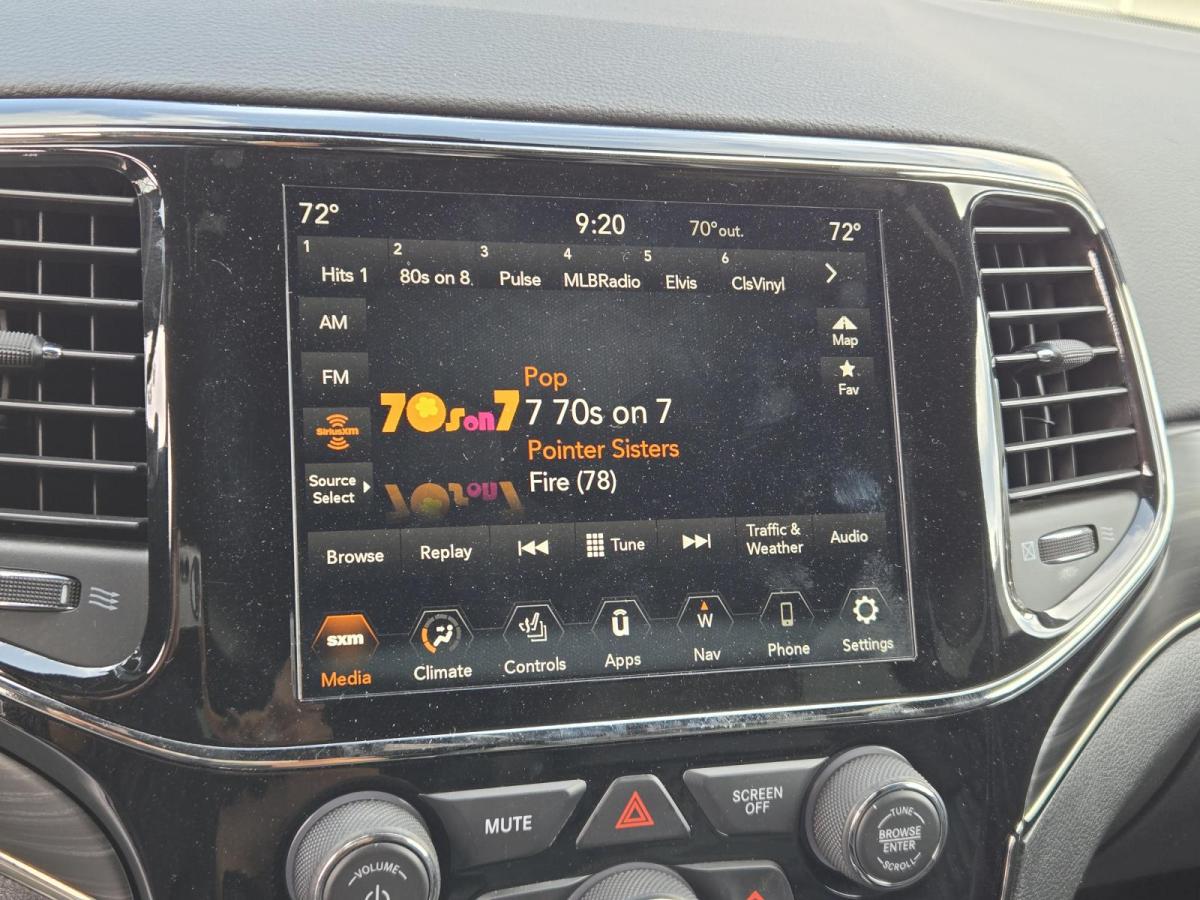 72° 9:20 70°out. 72°
1 2 3 4 5 6
Hits 1 80s on 8. Pulse MLBRadio Elvis ClsVinyl
AM
FM
SiriusXM
Source
Select
Map
Fav
70s on 7
Pop
7 70s on 7
Pointer Sisters
Fire (78)
Browse Replay Tune Traffic &
Weather Audio
sxm
Media Climate Controls
û
Apps
W
Nav Phone Settings
MUTE
SCREEN
OFF
VOLUME
TUNE
BROWSE
ENTER
SCROLL